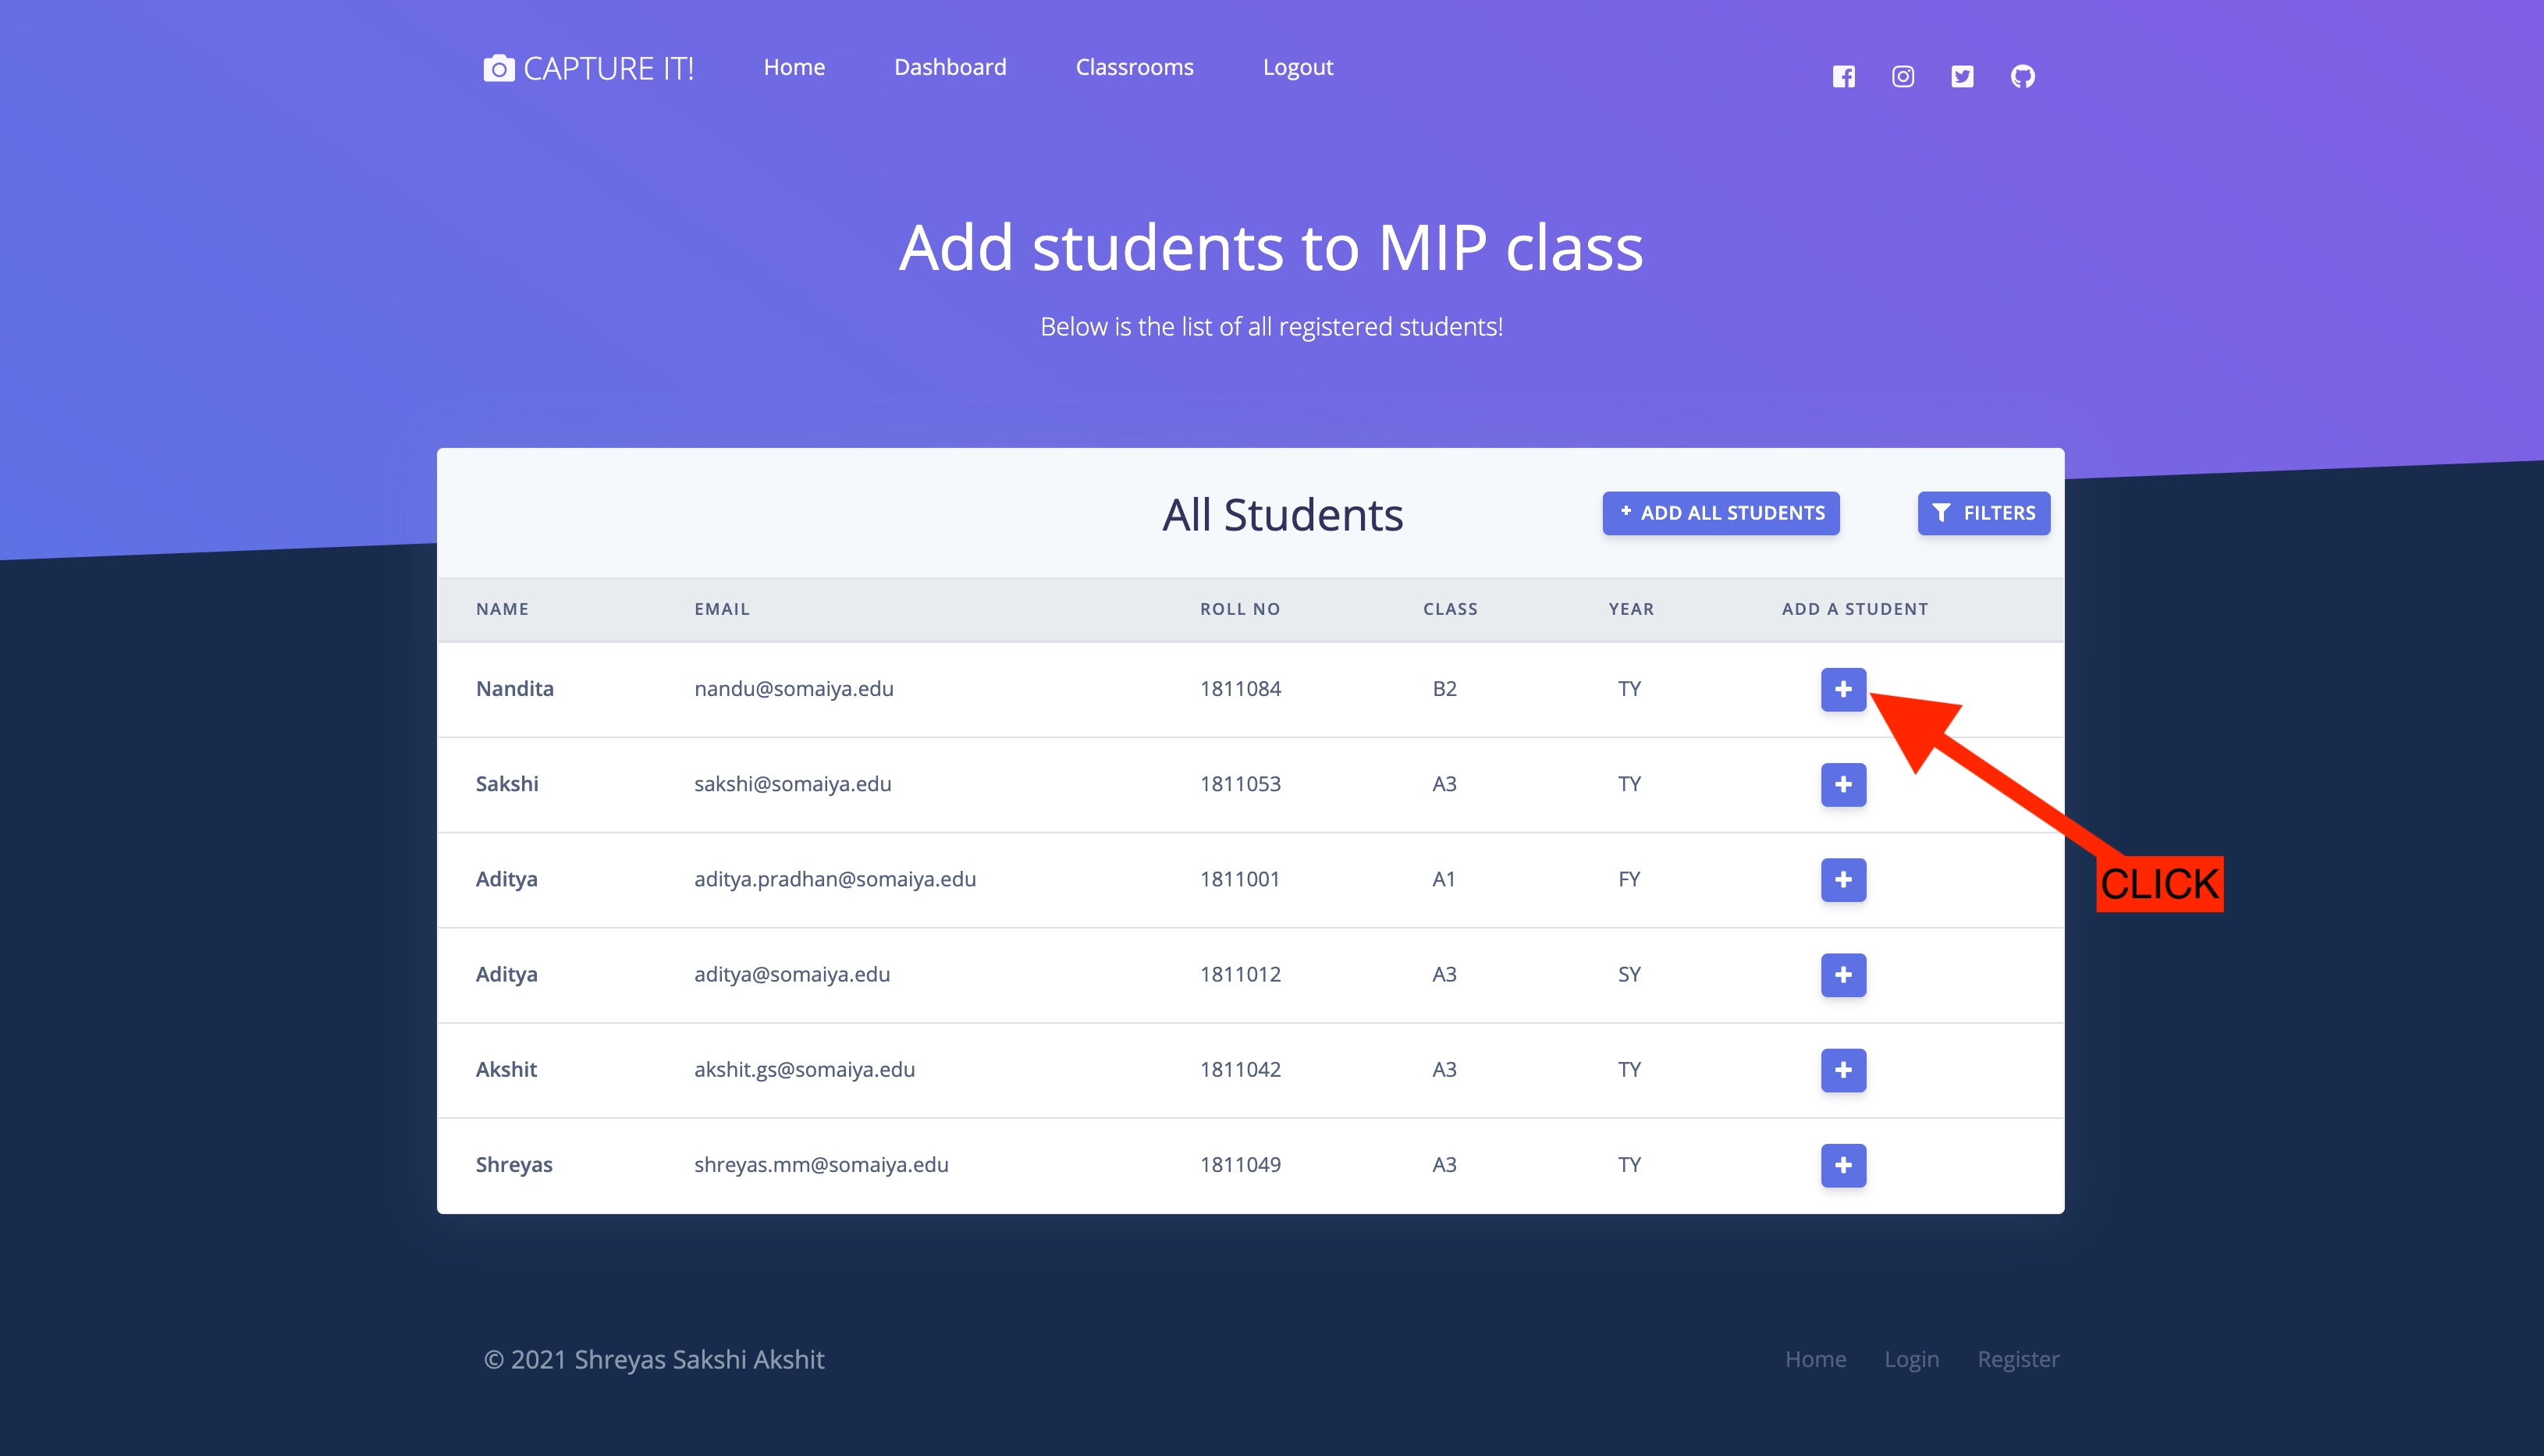 CAPTURE IT! Home Dashboard Classrooms Logout
Add students to MIP class
Below is the list of all registered students!
All Students + ADD ALL STUDENTS FILTERS
NAME EMAIL ROLL NO CLASS YEAR ADD A STUDENT
Nandita nandu@somaiya.edu 1811084 B2 TY +
Sakshi sakshi@somaiya.edu 1811053 A3 TY +
Aditya aditya.pradhan@somaiya.edu 1811001 A1 FY +
CLICK
Aditya aditya@somaiya.edu 1811012 A3 SY +
Akshit akshit.gs@somaiya.edu 1811042 A3 TY +
Shreyas shreyas.mm@somaiya.edu 1811049 A3 TY +
© 2021 Shreyas Sakshi Akshit Home Login Register